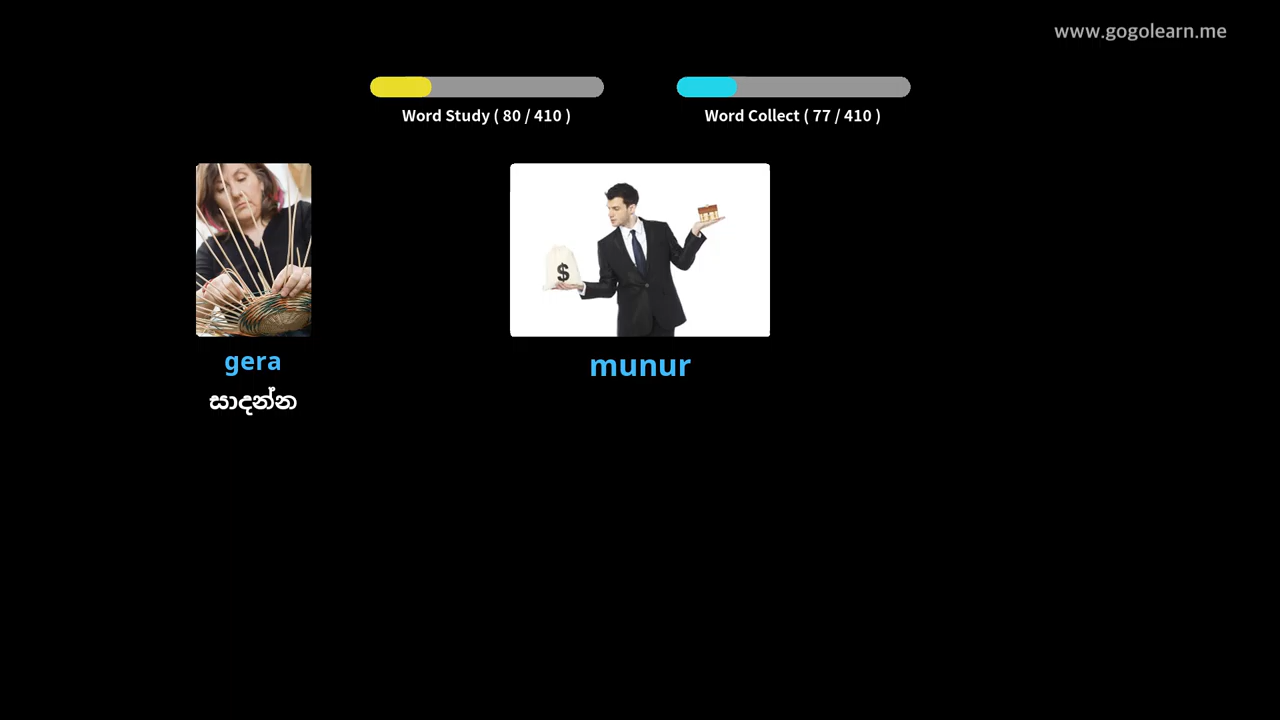 www.gogolearn.me
Word Study ( 80 / 410 )
Word Collect ( 77 / 410 )
$
gera
සාදන්න
munur